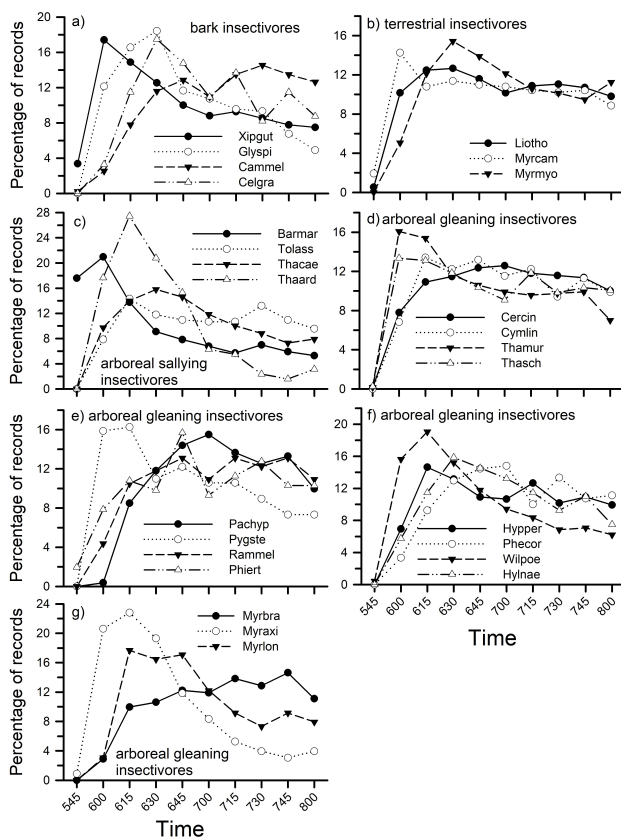 a)
bark insectivores
Percentage of records
20
16
12
8
4
0
Xipgut
Glyspi
Cammel
Celgra
b) terrestrial insectivores
16
12
8
4
0
Liotho
Myrcam
Myrmyo
c)
Percentage of records
28
24
20
16
12
8
4
0
Barmar
Tolass
Thacae
Thaard
arboreal sallying
insectivores
d) arboreal gleaning insectivores
16
12
8
4
0
Cercin
Cymlin
Thamur
Thasch
e) arboreal gleaning insectivores
Percentage of records
16
12
8
4
0
Pachyp
Pygste
Rammel
Phiert
f) arboreal gleaning insectivores
20
16
12
8
4
0
Hypper
Phecor
Wilpoe
Hylnae
545 600 615 630 645 700 715 730 745 800
Time
g)
Percentage of records
24
20
16
12
8
4
0
Myrbra
Myraxi
Myrlon
arboreal gleaning
insectivores
545 600 615 630 645 700 715 730 745 800
Time